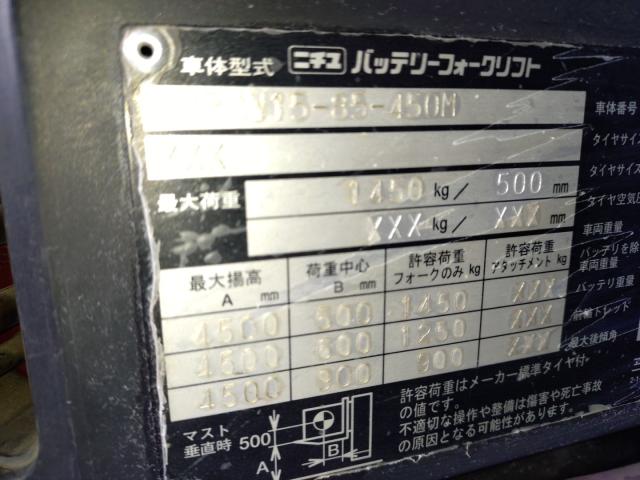 車体型式 ニチユ バッテリーフォークリフト
15-85-450M
車体番号
XXX
タイヤサイズ
タイヤサイズ
最大荷重 1450 kg / 500 mm
タイヤ空気圧
XXX kg / XXX mm
車両重量
バッテリを除
車両重量
最大揚高 A mm 荷重中心 B mm 許容荷重 フォークのみ kg 許容荷重 アタッチメント kg
バッテリ重量
4500 500 1450 XXX
前輪トレッド
4500 600 1250 XXX
最大後傾角
4500 900 900 XXX
許容荷重はメーカー標準タイヤ付
の値です。
不適切な操作や整備は傷害や死亡事故
の原因となる可能性があります。
マスト
垂直時 500
A B